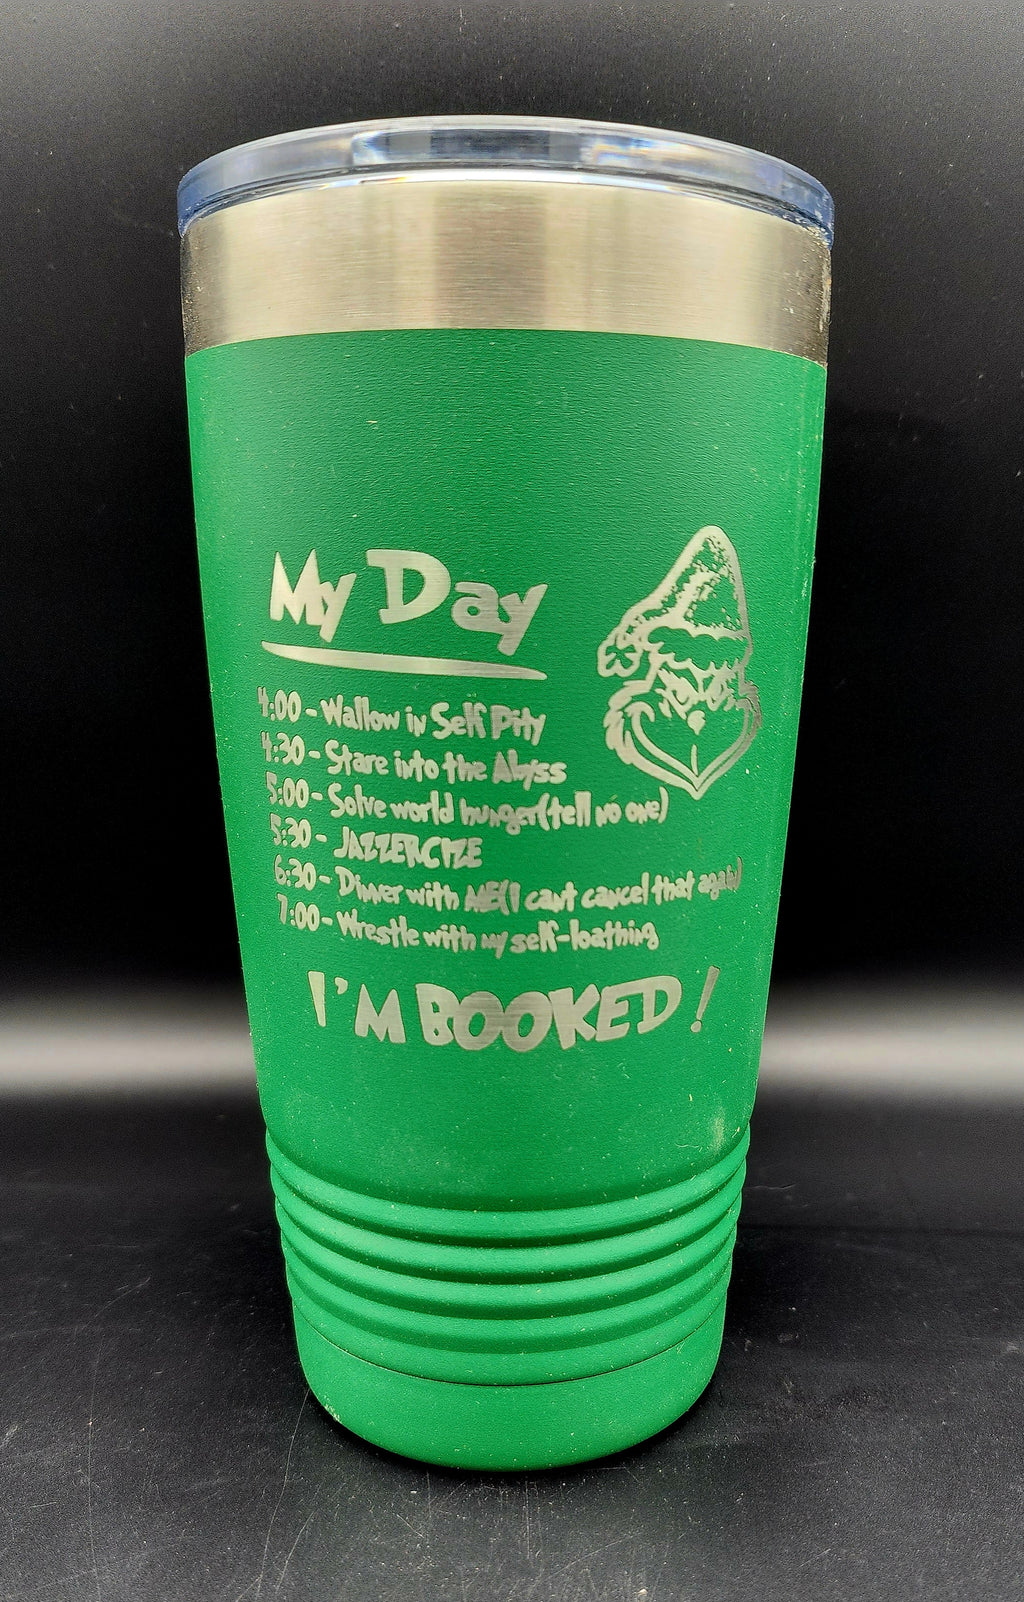 My Day
4:00 - Wallow in Self Pity
4:30 - Stare into the Abyss
5:00 - Solve world hunger(tell no one)
5:30 - JAZZERCIZE
6:30 - Dinner with ME(I cant cancel that again)
7:00 - Wrestle with my self-loathing
I'M BOOKED!